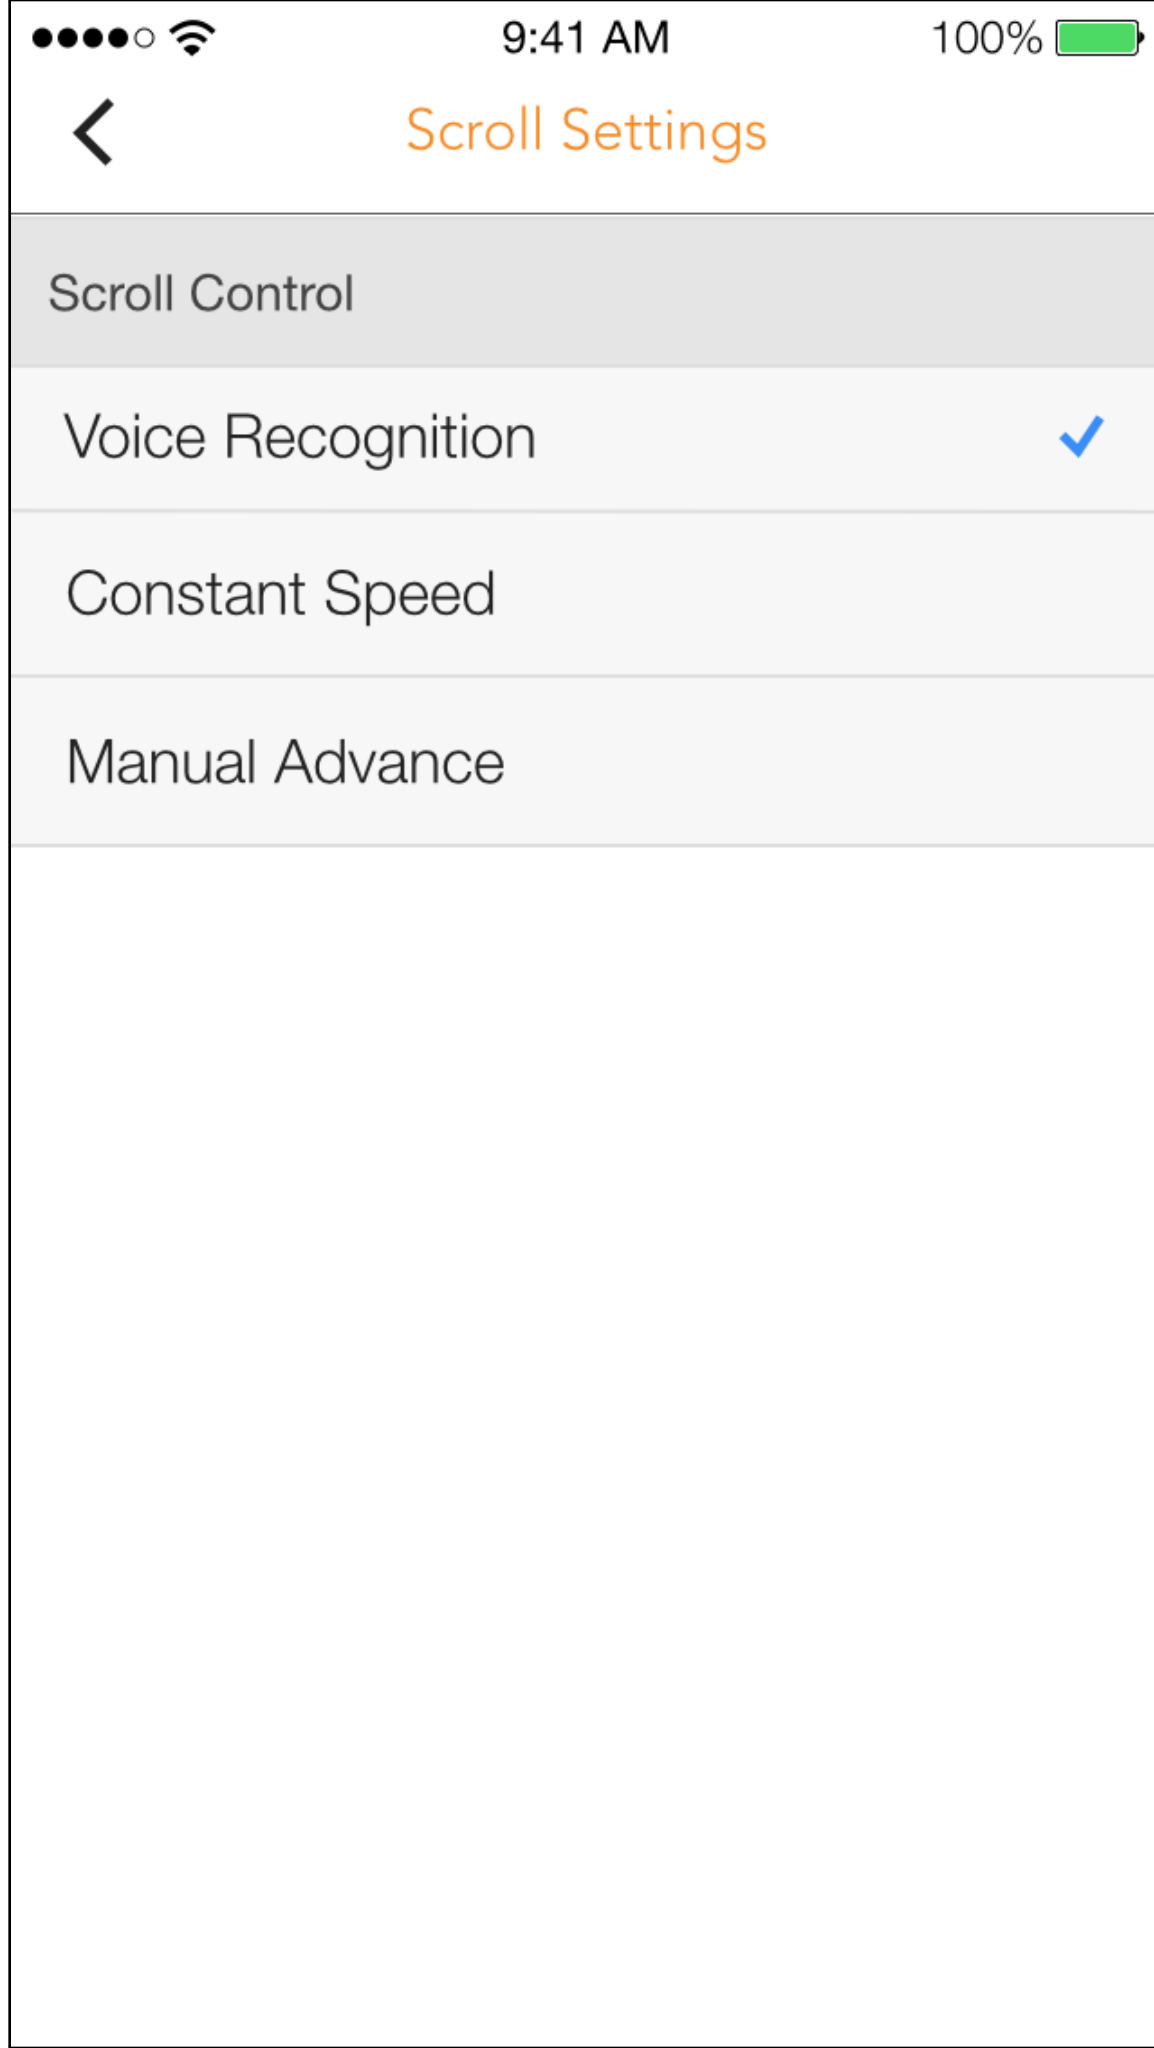 9:41 AM 100%
Scroll Settings
Scroll Control
Voice Recognition
Constant Speed
Manual Advance